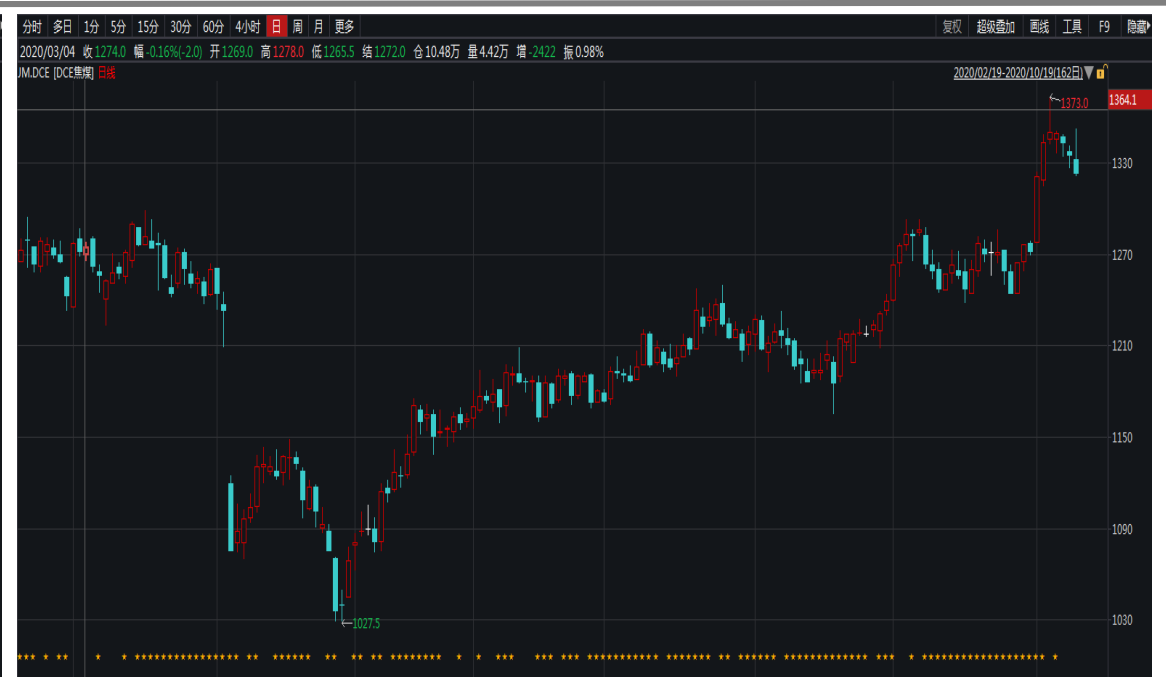 分时 多日 1分 5分 15分 30分 60分 4小时 日 周 月 更多 复权 超级叠加 画线 工具 F9 隐藏
2020/03/04 收1274.0 幅-0.16%(-2.0) 开1269.0 高1278.0 低1265.5 结1272.0 仓10.48万 量4.42万 增-2422 振0.98%
JM.DCE [DCE焦煤] 日线 2020/02/19-2020/10/19(162日)
1373.0 1364.1
1330
1270
1210
1150
1090
1027.5 1030